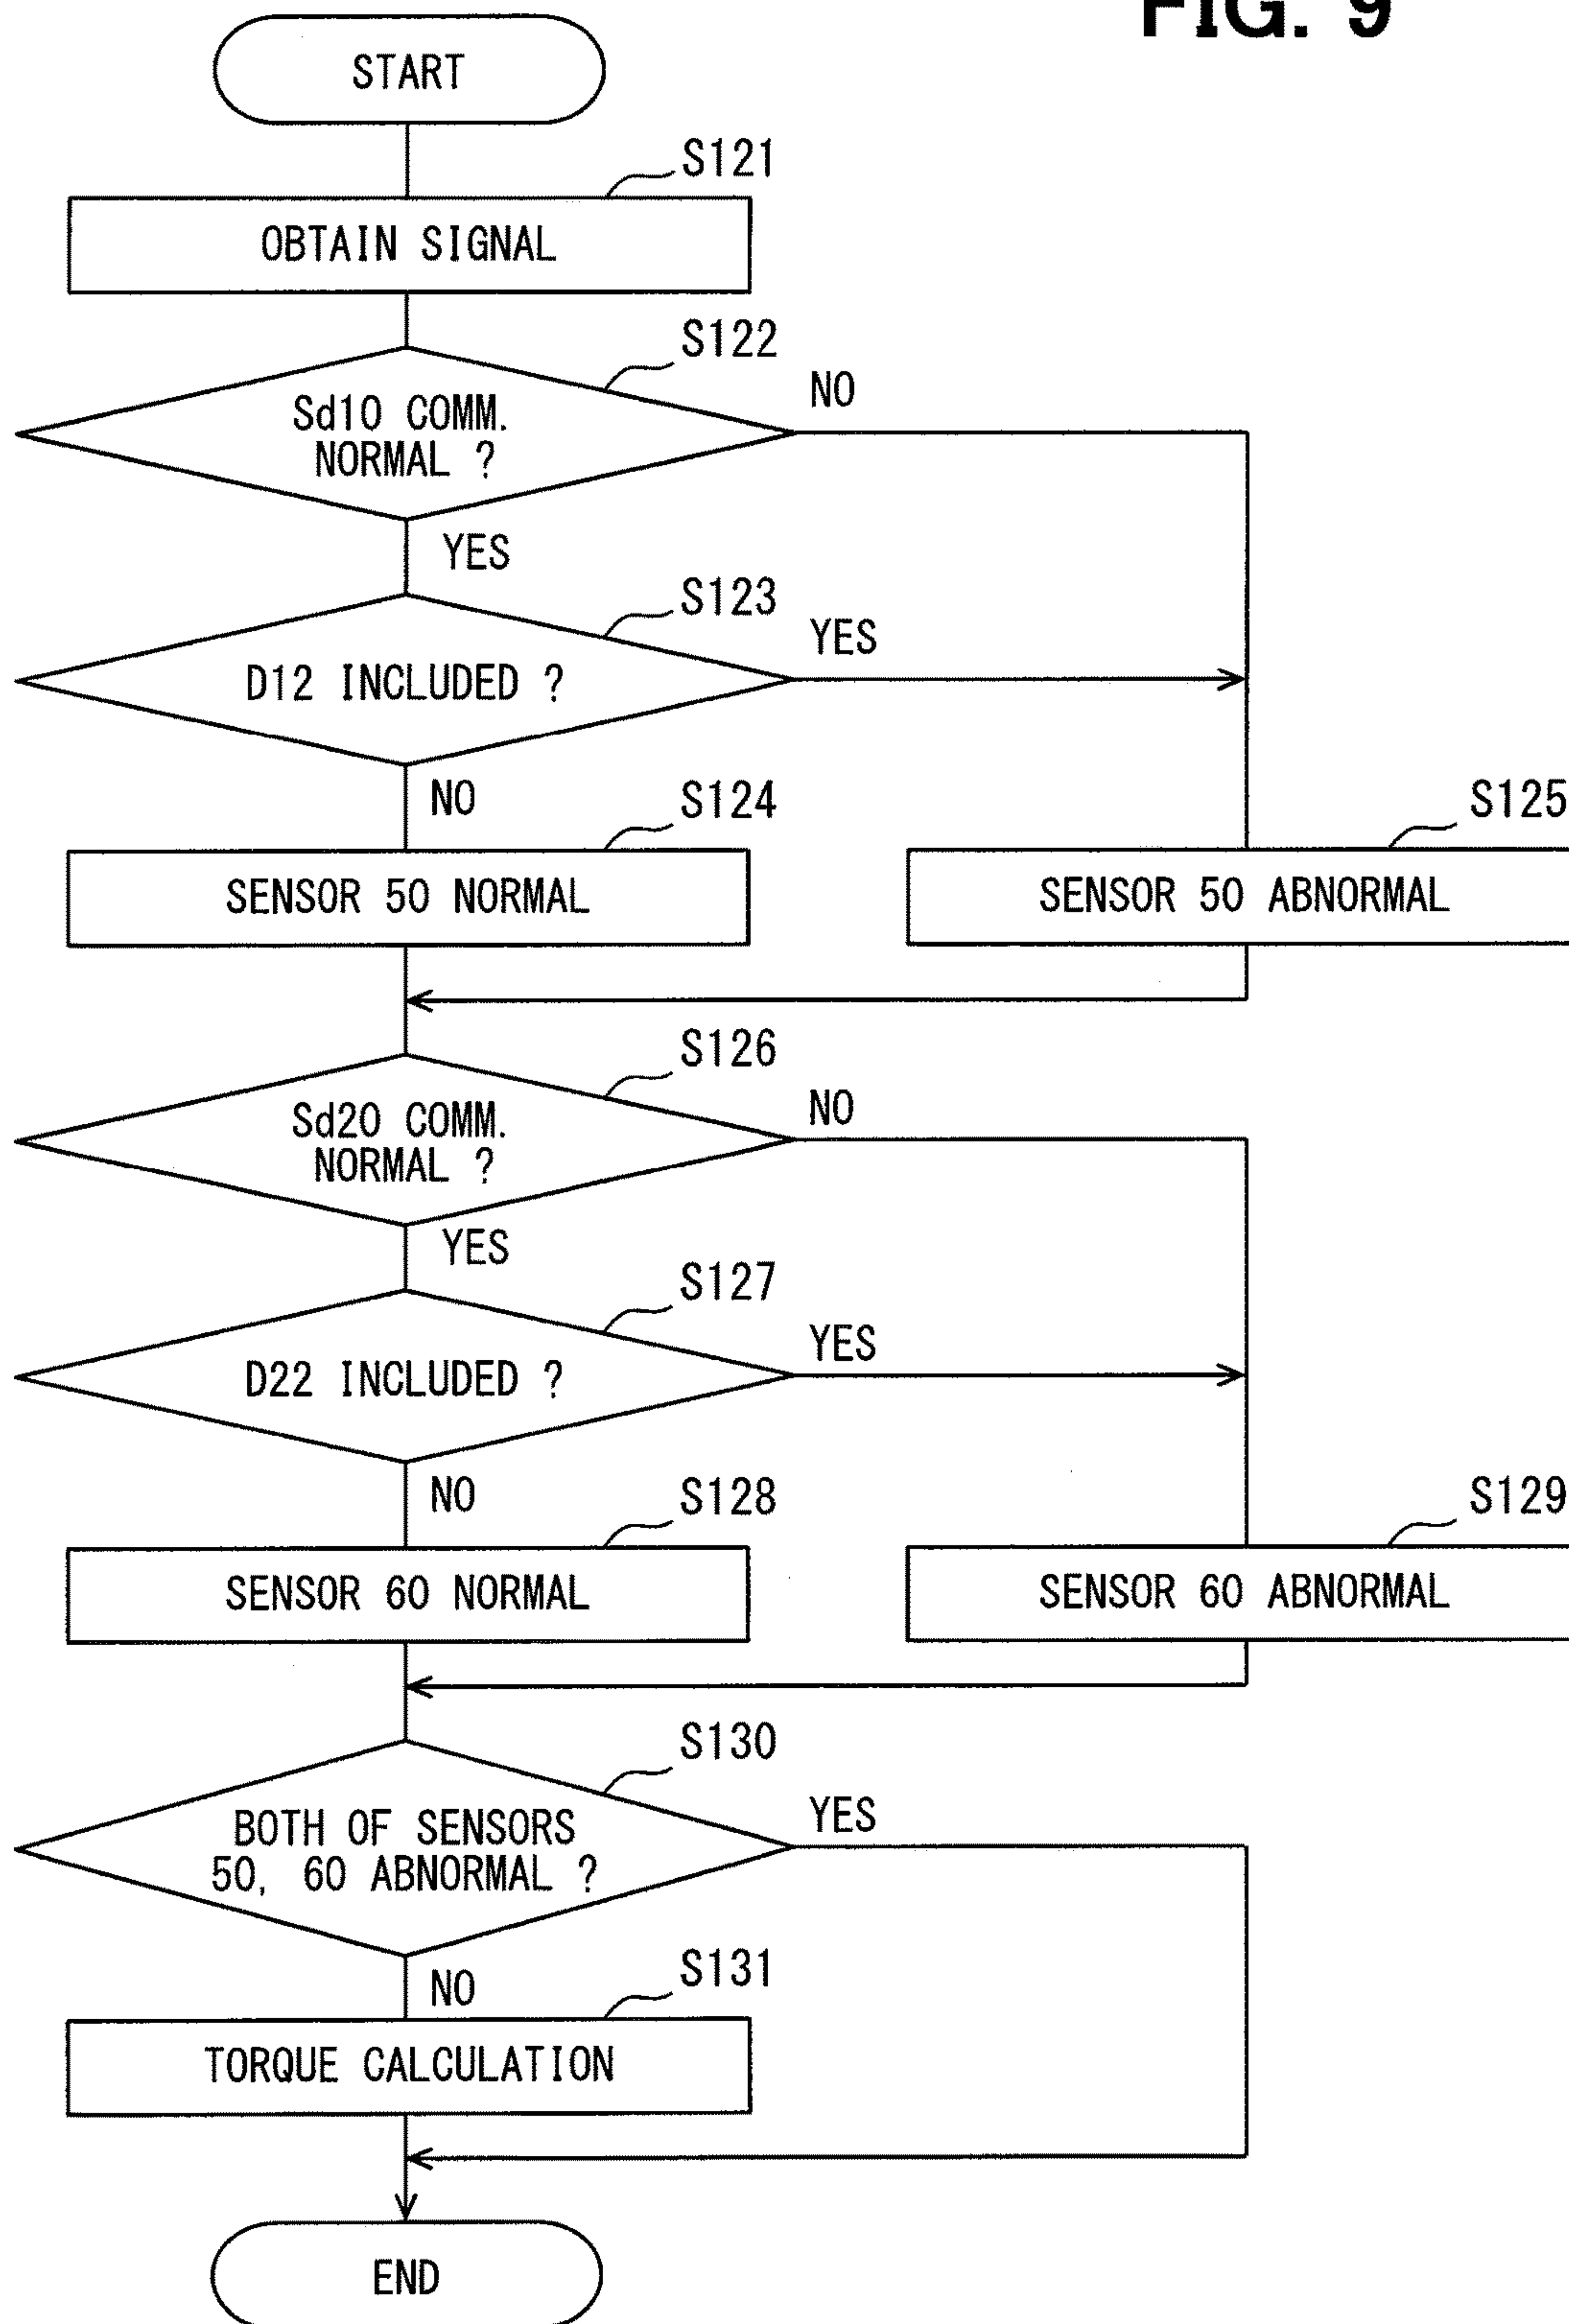 FIG. 9
START
S121
OBTAIN SIGNAL
S122
Sd10 COMM.
NORMAL ?
NO
YES
S123
D12 INCLUDED ?
YES
NO
S124
SENSOR 50 NORMAL
S125
SENSOR 50 ABNORMAL
S126
Sd20 COMM.
NORMAL ?
NO
YES
S127
D22 INCLUDED ?
YES
NO
S128
SENSOR 60 NORMAL
S129
SENSOR 60 ABNORMAL
S130
BOTH OF SENSORS
50, 60 ABNORMAL ?
YES
NO
S131
TORQUE CALCULATION
END